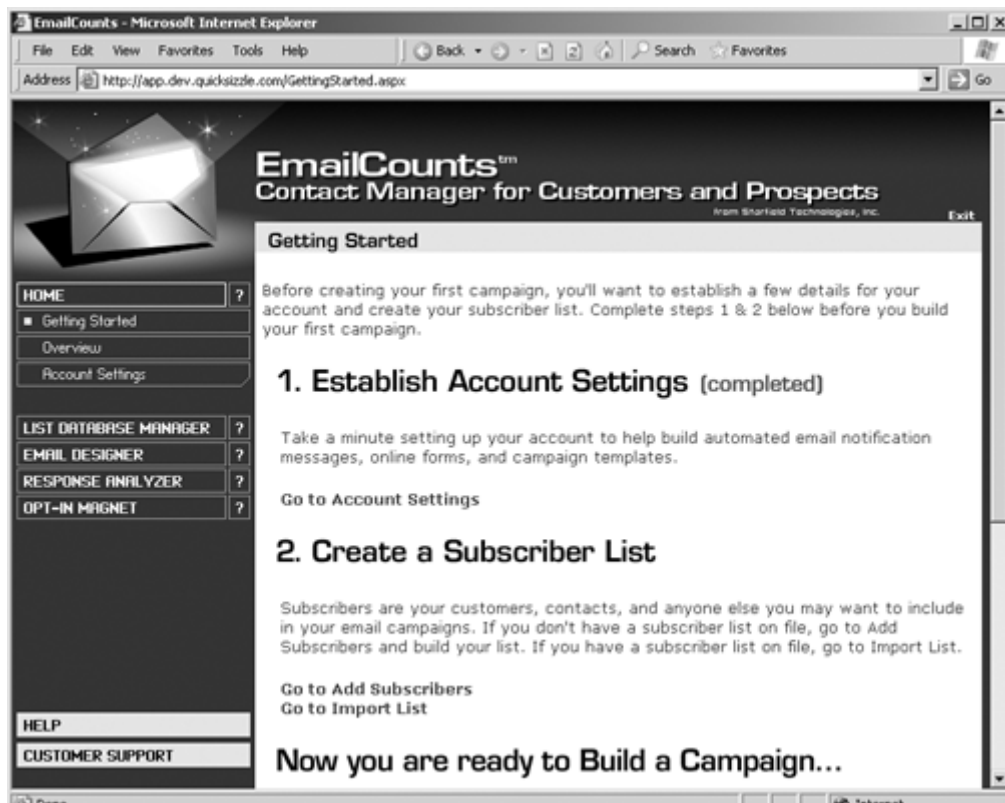 EmailCounts - Microsoft Internet Explorer
File Edit View Favorites Tools Help Back Search Favorites
Address http://app.dev.quicksizzle.com/GettingStarted.aspx Go
EmailCounts™
Contact Manager for Customers and Prospects
from Starfield Technologies, Inc.
Exit
Getting Started
HOME ?
Getting Started
Overview
Account Settings
LIST DATABASE MANAGER ?
EMAIL DESIGNER ?
RESPONSE ANALYZER ?
OPT-IN MAGNET ?
HELP
CUSTOMER SUPPORT
Before creating your first campaign, you'll want to establish a few details for your
account and create your subscriber list. Complete steps 1 & 2 below before you build
your first campaign.
1. Establish Account Settings (completed)
Take a minute setting up your account to help build automated email notification
messages, online forms, and campaign templates.
Go to Account Settings
2. Create a Subscriber List
Subscribers are your customers, contacts, and anyone else you may want to include
in your email campaigns. If you don't have a subscriber list on file, go to Add
Subscribers and build your list. If you have a subscriber list on file, go to Import List.
Go to Add Subscribers
Go to Import List
Now you are ready to Build a Campaign...
Done Internet